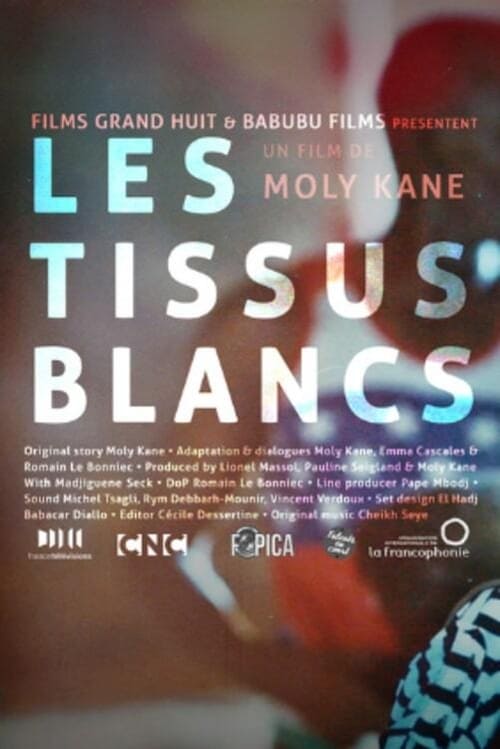 FILMS GRAND HUIT & BABUBU FILMS PRESENTENT
LES
UN FILM DE
MOLY KANE
TISSUS
BLANCS
Original story Moly Kane • Adaptation & dialogues Moly Kane, Emma Cascales &
Romain Le Bonniec • Produced by Lionel Massol, Pauline Seigland & Moly Kane
With Madjiguene Seck • DoP Romain Le Bonniec • Line producer Pape Mbodj •
Sound Michel Tsagli, Rym Debbarh-Mounir, Vincent Verdoux • Set design El Hadj
Babacar Diallo • Editor Cécile Dessertine • Original music Cheikh Seye
francetélévisions
CNC
FOPICA
la francophonie